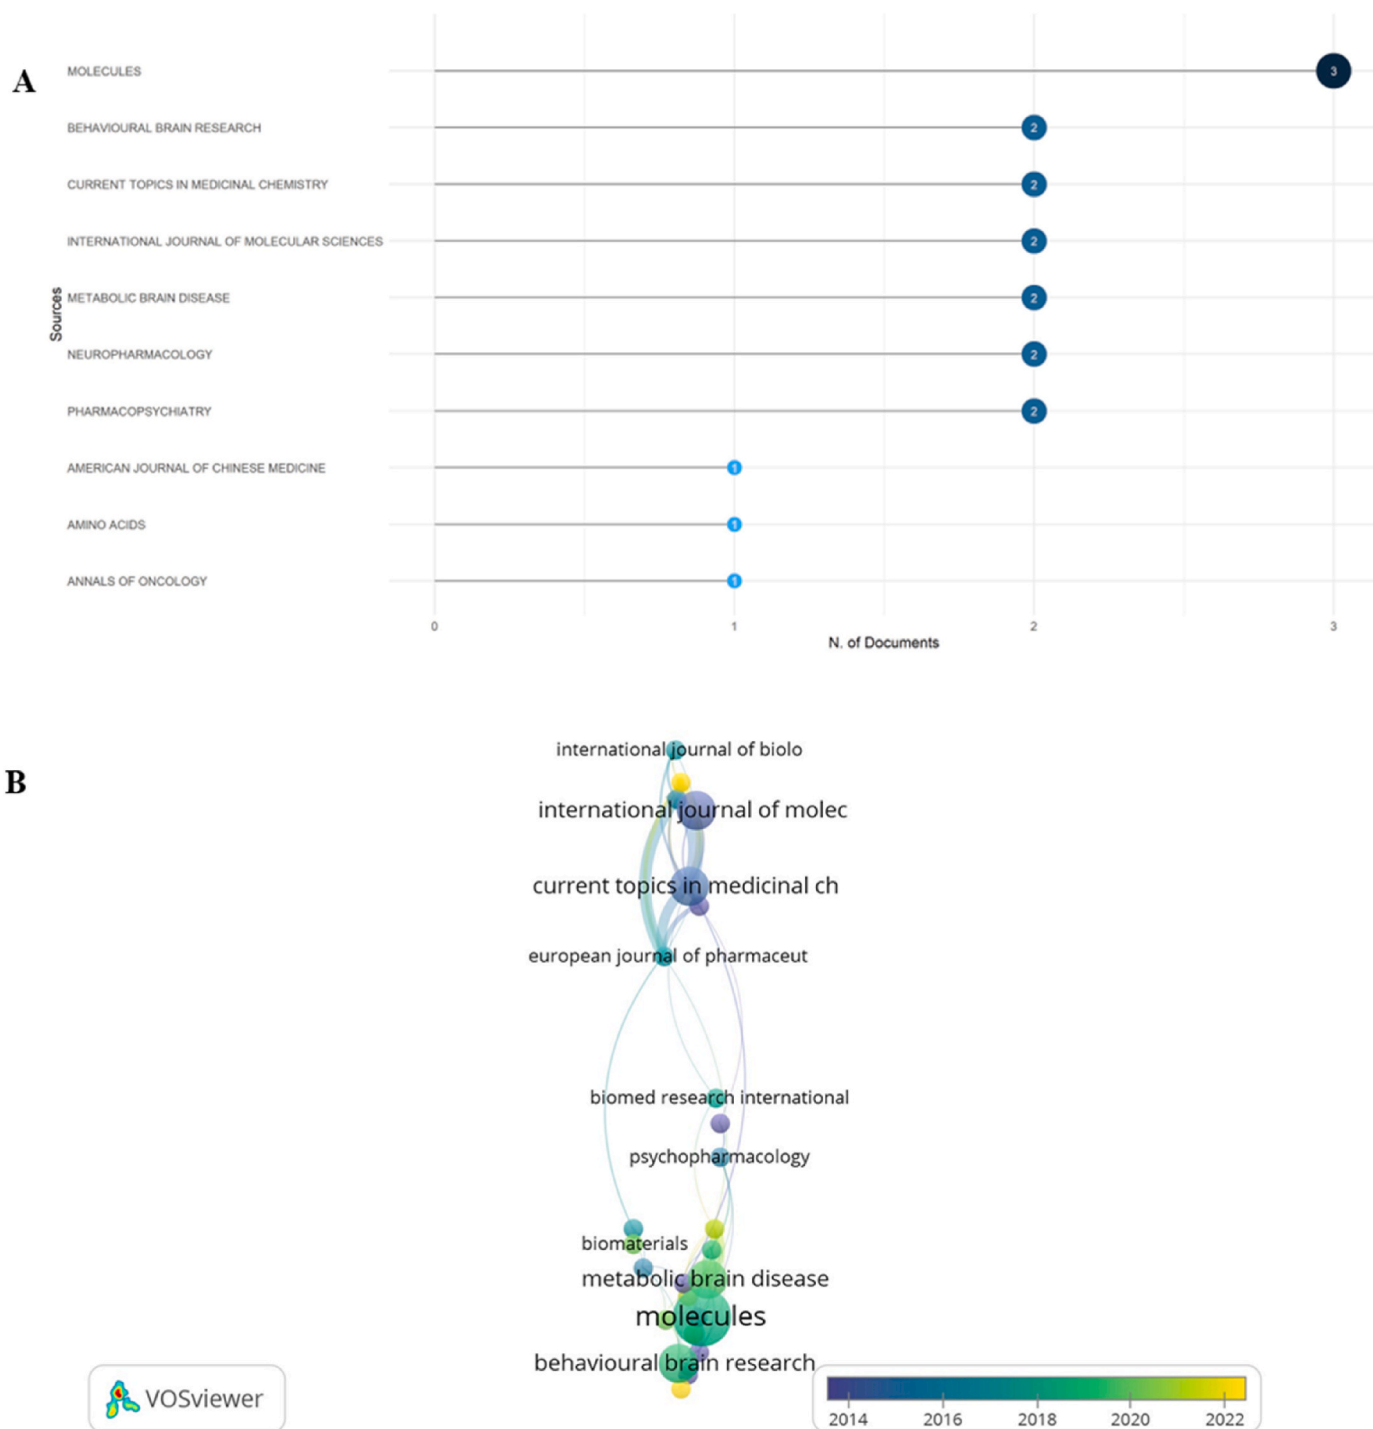 A
MOLECULES
3
BEHAVIOURAL BRAIN RESEARCH
2
CURRENT TOPICS IN MEDICINAL CHEMISTRY
2
INTERNATIONAL JOURNAL OF MOLECULAR SCIENCES
2
Sources
METABOLIC BRAIN DISEASE
2
NEUROPHARMACOLOGY
2
PHARMACOPSYCHIATRY
2
AMERICAN JOURNAL OF CHINESE MEDICINE
1
AMINO ACIDS
1
ANNALS OF ONCOLOGY
1
0 1 2 3
N. of Documents
B
international journal of biolo
international journal of molec
current topics in medicinal ch
european journal of pharmaceut
biomed research international
psychopharmacology
biomaterials
metabolic brain disease
molecules
behavioural brain research
VOSviewer
2014 2016 2018 2020 2022